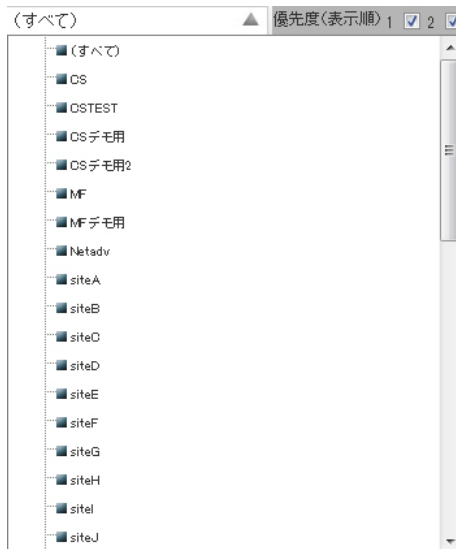 (すべて) 優先度(表示順) 1 2
(すべて)
CS
CSTEST
CSデモ用
CSデモ用2
MF
MFデモ用
Netadv
siteA
siteB
siteC
siteD
siteE
siteF
siteG
siteH
siteI
siteJ